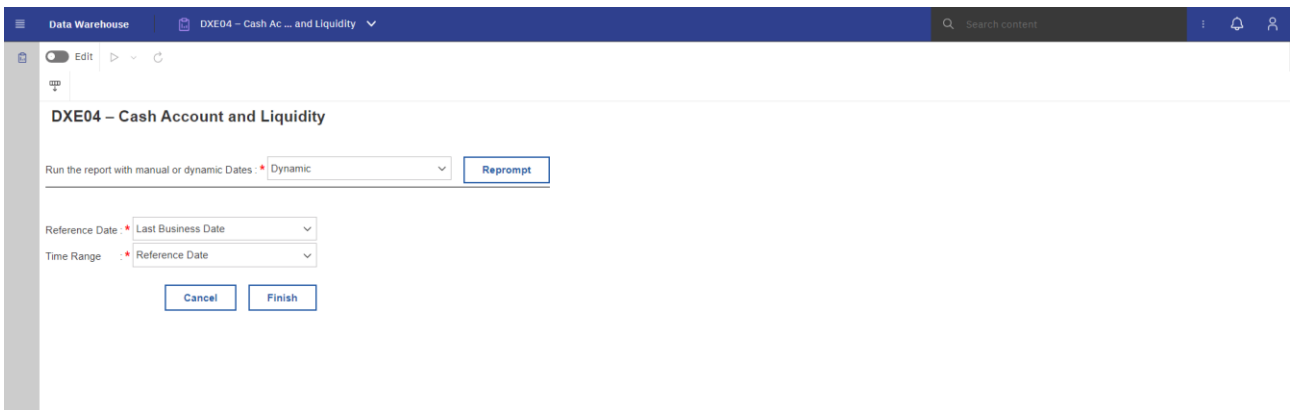 Data Warehouse
DXE04 – Cash Ac ... and Liquidity
Search content
Edit
DXE04 – Cash Account and Liquidity
Run the report with manual or dynamic Dates : * Dynamic
Reprompt
Reference Date : * Last Business Date
Time Range : * Reference Date
Cancel
Finish